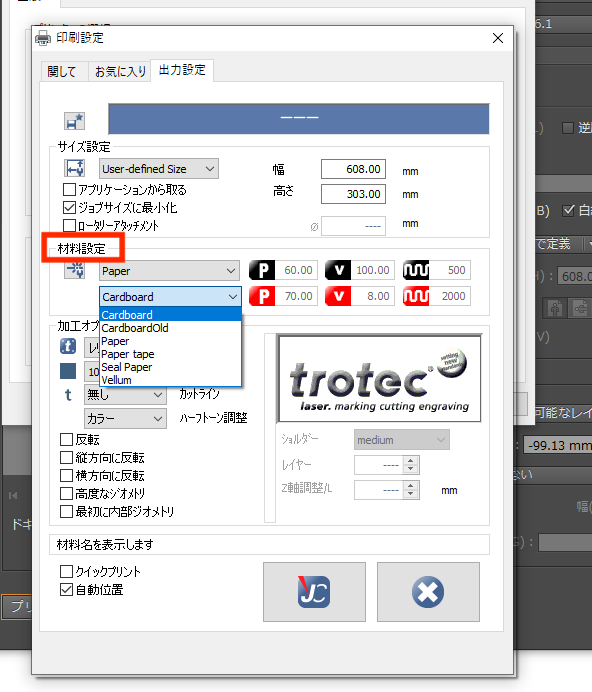 6.1
印刷設定
関して
お気に入り
出力設定
---
サイズ設定
User-defined Size
幅
608.00
mm
アプリケーションから取る
高さ
303.00
mm
ジョブサイズに最小化
ロータリーアタッチメント
∅
----
mm
材料設定
Paper
P
60.00
v
100.00
500
Cardboard
P
70.00
v
8.00
2000
Cardboard
CardboardOld
Paper
Paper tape
Seal Paper
Vellum
加工オ
t
レ
10
t
無し
カットライン
カラー
ハーフトーン調整
反転
縦方向に反転
横方向に反転
高度なジオメトリ
最初に内部ジオメトリ
trotec
setting new standards
laser. marking cutting engraving
ショルダー
medium
レイヤー
----
Z軸調整/L
----
mm
材料名を表示します
クイックプリント
自動位置
JC
逆
B)
白
で定義
608.0
V)
可能なレイ
-99.13 mm
ない
幅
ドキ
プリ